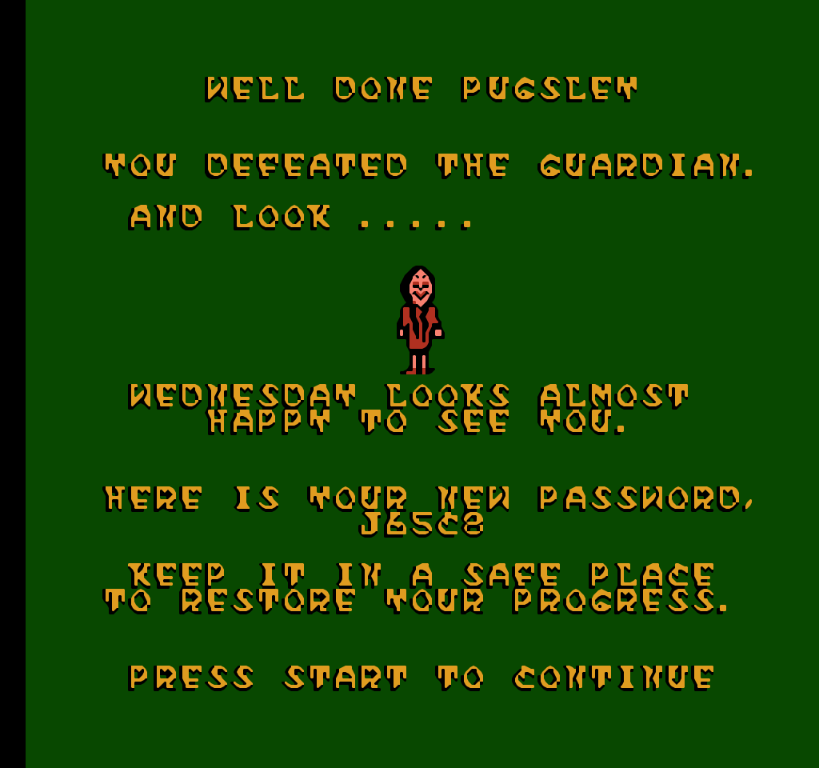 WELL DONE PUGSLEY
YOU DEFEATED THE GUARDIAN.
AND LOOK .....
WEDNESDAY LOOKS ALMOST
HAPPY TO SEE YOU.
HERE IS YOUR NEW PASSWORD,
J65C8
KEEP IT IN A SAFE PLACE
TO RESTORE YOUR PROGRESS.
PRESS START TO CONTINUE